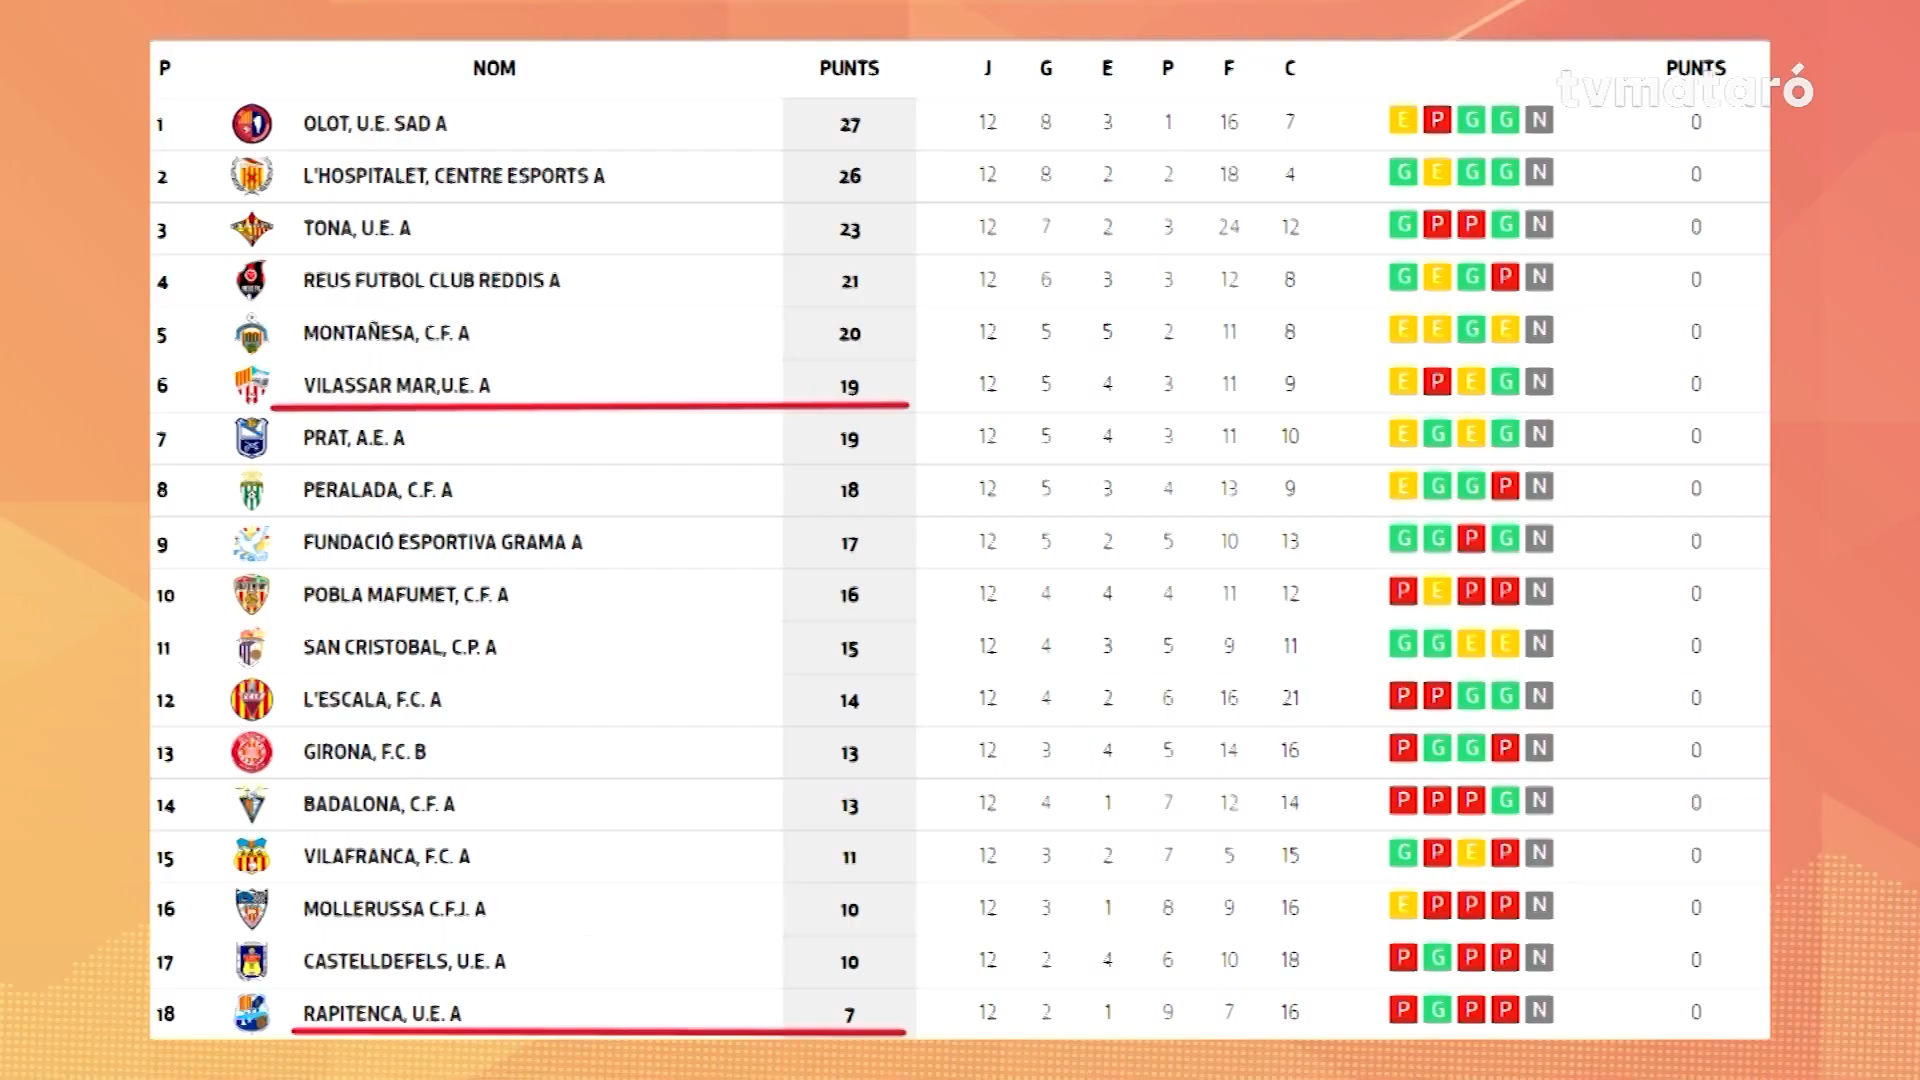 P NOM PUNTS J G E P F C PUNTS
tvmataró
1 OLOT, U.E. SAD A 27 12 8 3 1 16 7 E P G G N 0
2 L'HOSPITALET, CENTRE ESPORTS A 26 12 8 2 2 18 4 G E G G N 0
3 TONA, U.E. A 23 12 7 2 3 24 12 G P P G N 0
4 REUS FUTBOL CLUB REDDIS A 21 12 6 3 3 12 8 G E G P N 0
5 MONTAÑESA, C.F. A 20 12 5 5 2 11 8 E E G E N 0
6 VILASSAR MAR,U.E. A 19 12 5 4 3 11 9 E P E G N 0
7 PRAT, A.E. A 19 12 5 4 3 11 10 E G E G N 0
8 PERALADA, C.F. A 18 12 5 3 4 13 9 E G G P N 0
9 FUNDACIÓ ESPORTIVA GRAMA A 17 12 5 2 5 10 13 G G P G N 0
10 POBLA MAFUMET, C.F. A 16 12 4 4 4 11 12 P E P P N 0
11 SAN CRISTOBAL, C.P. A 15 12 4 3 5 9 11 G G E E N 0
12 L'ESCALA, F.C. A 14 12 4 2 6 16 21 P P G G N 0
13 GIRONA, F.C. B 13 12 3 4 5 14 16 P G G P N 0
14 BADALONA, C.F. A 13 12 4 1 7 12 14 P P P G N 0
15 VILAFRANCA, F.C. A 11 12 3 2 7 5 15 G P E P N 0
16 MOLLERUSSA C.F.J. A 10 12 3 1 8 9 16 E P P P N 0
17 CASTELLDEFELS, U.E. A 10 12 2 4 6 10 18 P G P P N 0
18 RAPITENCA, U.E. A 7 12 2 1 9 7 16 P G P P N 0